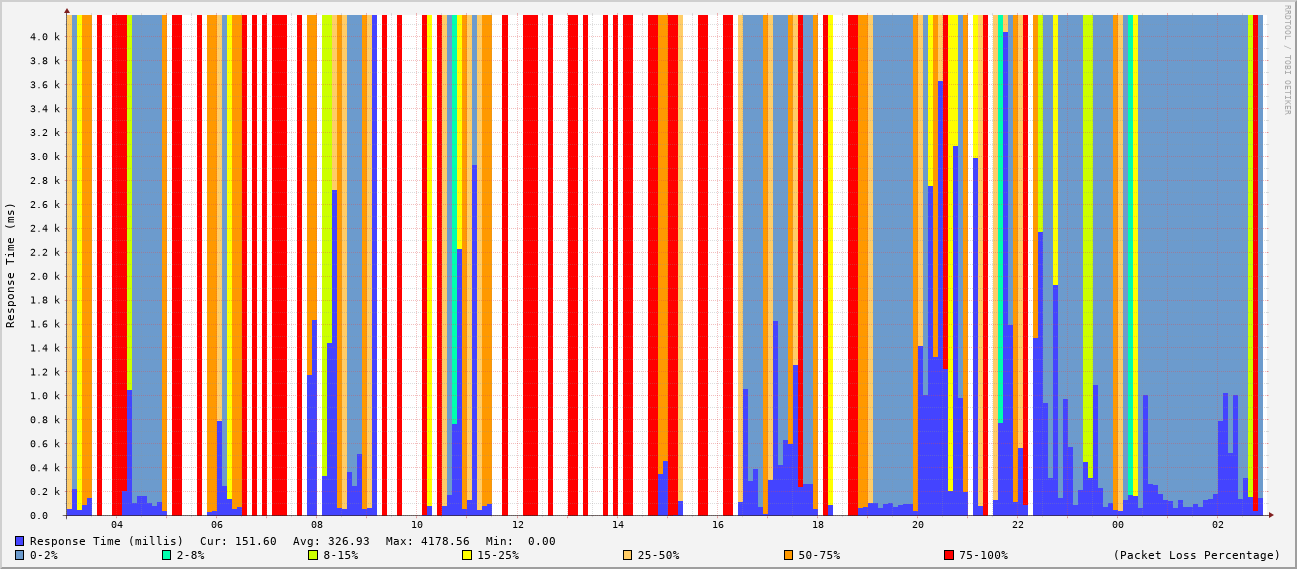 RRDTOOL / TOBI OETIKER
Response Time (ms)
4.0 k
3.8 k
3.6 k
3.4 k
3.2 k
3.0 k
2.8 k
2.6 k
2.4 k
2.2 k
2.0 k
1.8 k
1.6 k
1.4 k
1.2 k
1.0 k
0.8 k
0.6 k
0.4 k
0.2 k
0.0
04 06 08 10 12 14 16 18 20 22 00 02
Response Time (millis) Cur: 151.60 Avg: 326.93 Max: 4178.56 Min: 0.00
0-2% 2-8% 8-15% 15-25% 25-50% 50-75% 75-100% (Packet Loss Percentage)